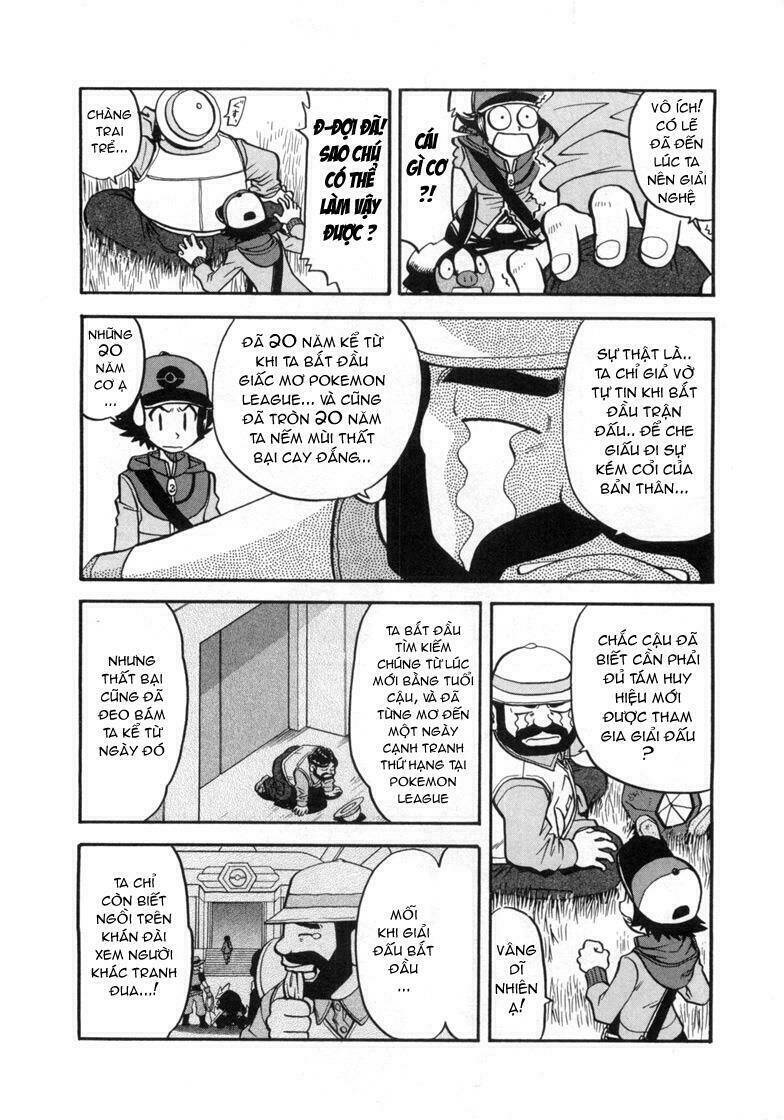 VÔ ÍCH!
CÓ LẼ
ĐÃ ĐẾN
LÚC TA
NÊN GIẢI
NGHỆ
CÁI
GÌ CƠ
?!
Đ-ĐỢI ĐÃ!
SAO CHÚ
CÓ THỂ
LÀM VẬY
ĐƯỢC ?
CHÀNG
TRAI
TRẺ...
SỰ THẬT LÀ..
TA CHỈ GIẢ VỜ
TỰ TIN KHI BẮT
ĐẦU TRẬN
ĐẤU.. ĐỂ CHE
GIẤU ĐI SỰ
KÉM CỎI CỦA
BẢN THÂN...
ĐÃ 20 NĂM KỂ TỪ
KHI TA BẮT ĐẦU
GIẤC MƠ POKEMON
LEAGUE... VÀ CŨNG
ĐÃ TRÒN 20 NĂM
TA NẾM MÙI THẤT
BẠI CAY ĐẮNG...
NHỮNG
20
NĂM
CƠ Ạ
...
CHẮC CẬU ĐÃ
BIẾT CẦN PHẢI
ĐỦ TÁM HUY
HIỆU MỚI
ĐƯỢC THAM
GIA GIẢI ĐẤU
?
VÂNG
DĨ
NHIÊN
Ạ!
TA BẮT ĐẦU
TÌM KIẾM
CHÚNG TỪ LÚC
MỚI BẰNG TUỔI
CẬU, VÀ ĐÃ
TỪNG MƠ ĐẾN
MỘT NGÀY
CẠNH TRANH
THỨ HẠNG TẠI
POKEMON
LEAGUE
NHƯNG
THẤT BẠI
CŨNG ĐÃ
ĐEO BÁM
TA KỂ TỪ
NGÀY ĐÓ
MỖI
KHI GIẢI
ĐẤU BẮT
ĐẦU
...
TA CHỈ
CÒN BIẾT
NGỒI TRÊN
KHÁN ĐÀI
XEM NGƯỜI
KHÁC TRANH
ĐUA...!